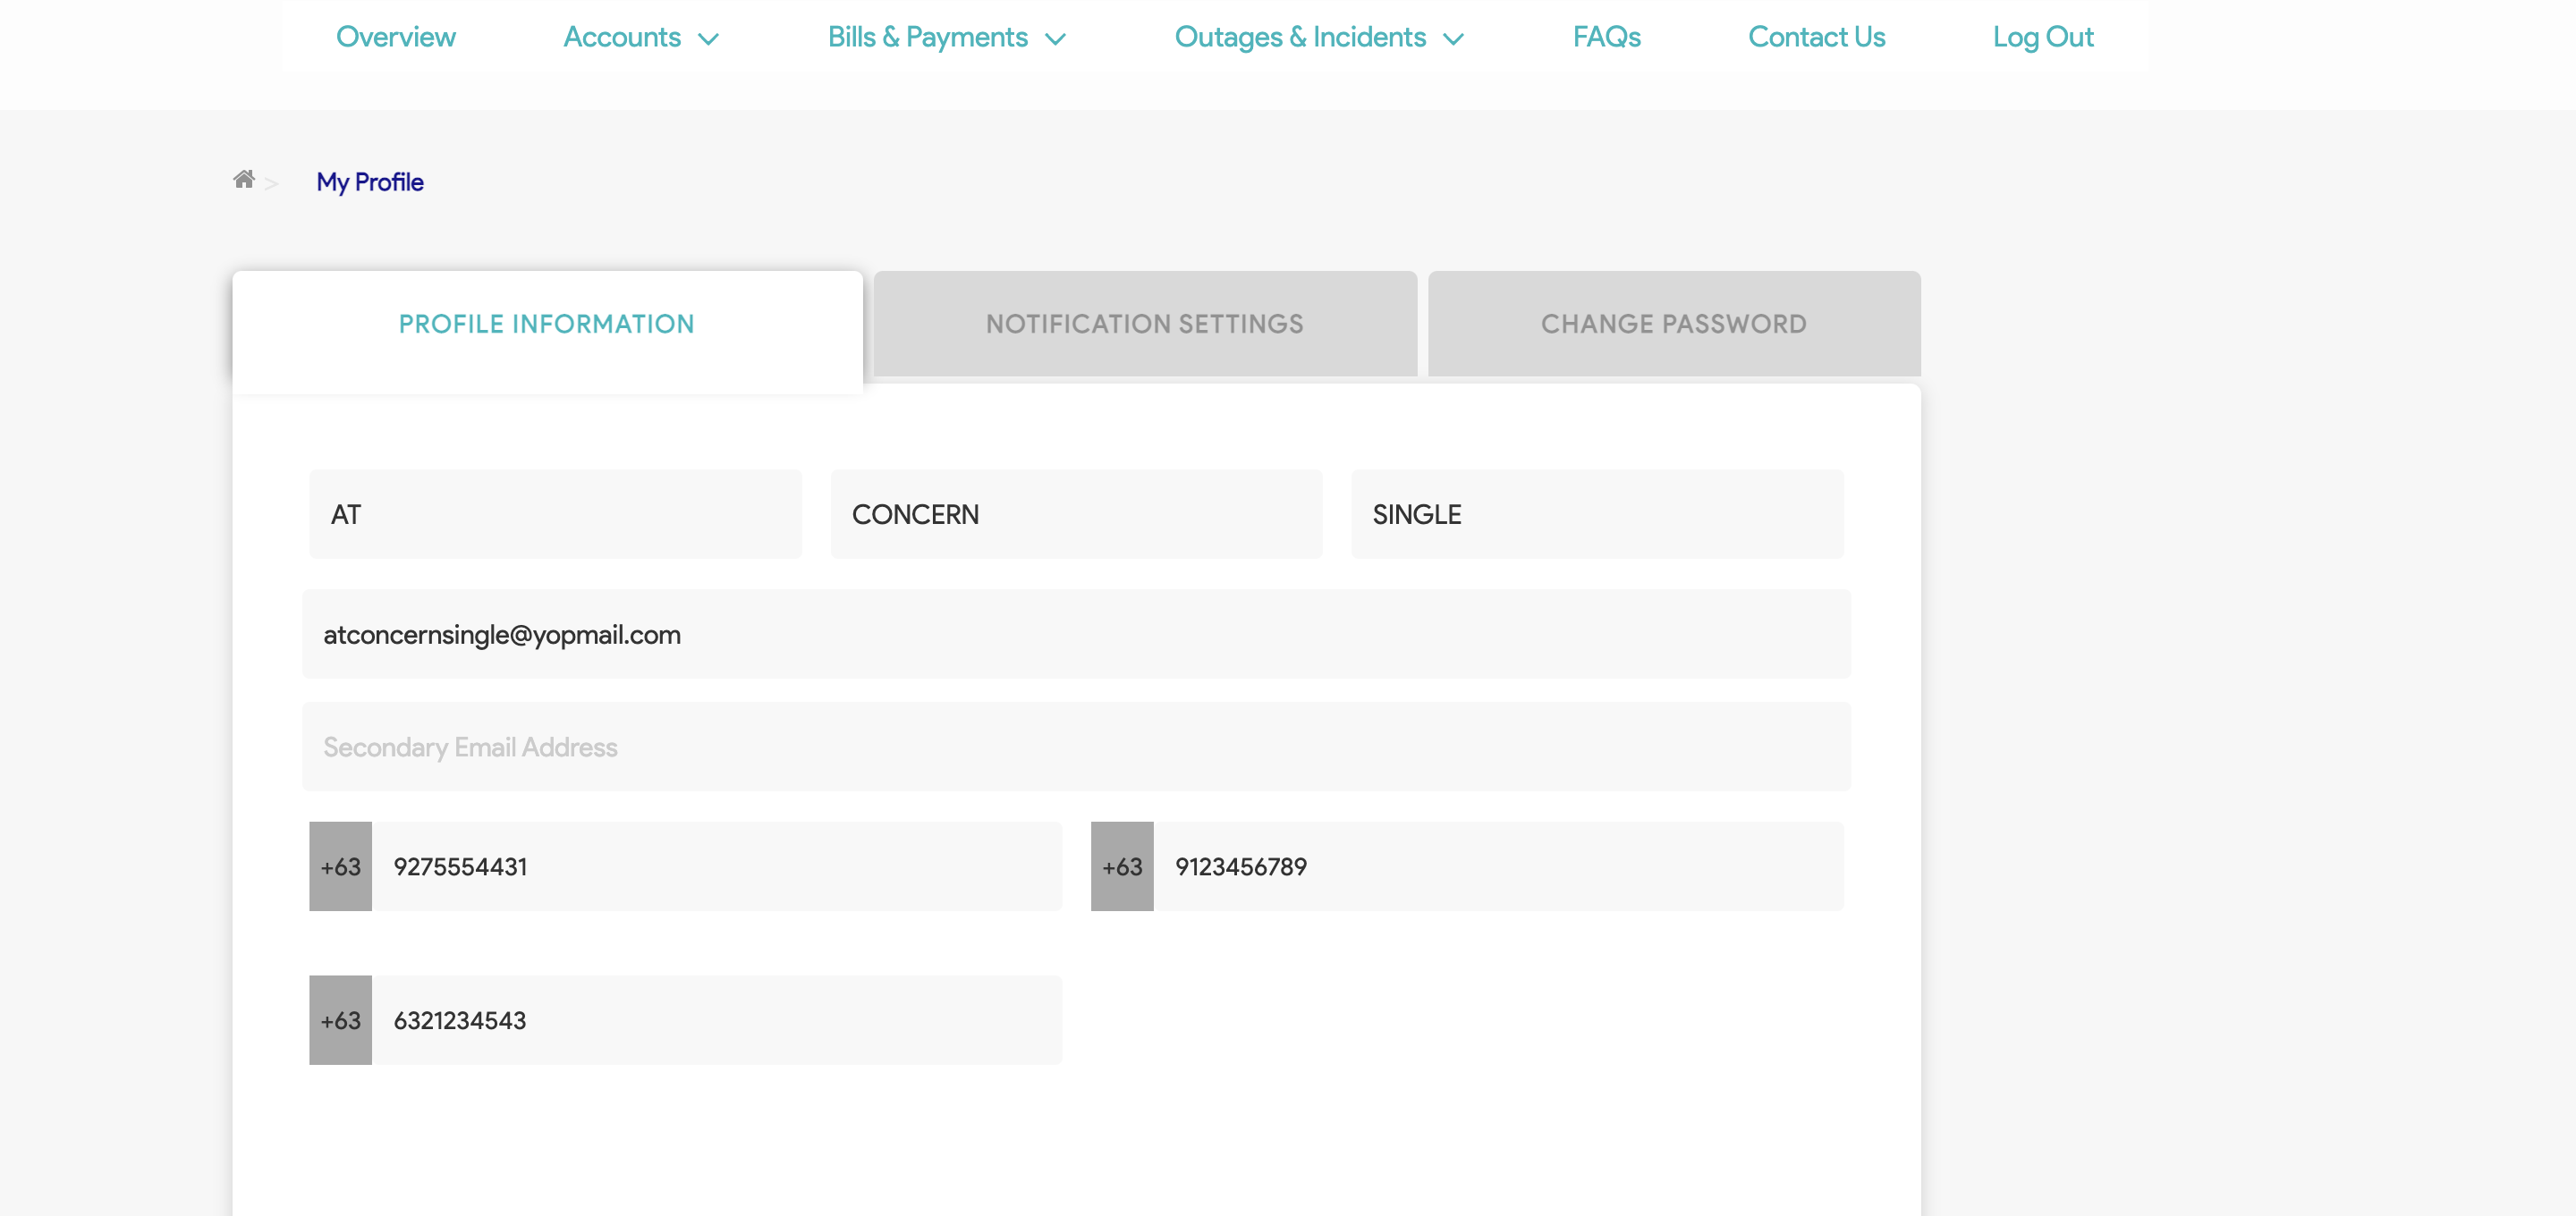 Overview Accounts Bills & Payments Outages & Incidents FAQs Contact Us Log Out
> My Profile
PROFILE INFORMATION NOTIFICATION SETTINGS CHANGE PASSWORD
AT CONCERN SINGLE
atconcernsingle@yopmail.com
Secondary Email Address
+63 9275554431 +63 9123456789
+63 6321234543